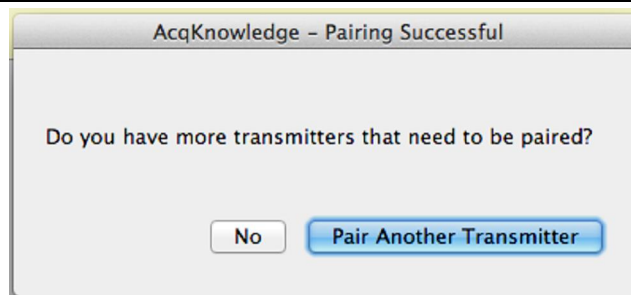 AcqKnowledge – Pairing Successful
Do you have more transmitters that need to be paired?
No
Pair Another Transmitter